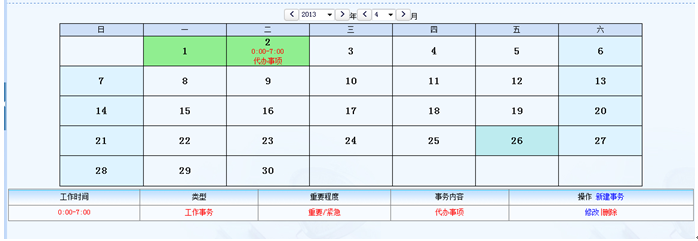 2013 年 4 月
日 一 二 三 四 五 六
1 2 3 4 5 6
0:00-7:00
代办事项
7 8 9 10 11 12 13
14 15 16 17 18 19 20
21 22 23 24 25 26 27
28 29 30
工作时间 类型 重要程度 事务内容 操作 新建事务
0:00-7:00 工作事务 重要/紧急 代办事项 修改|删除